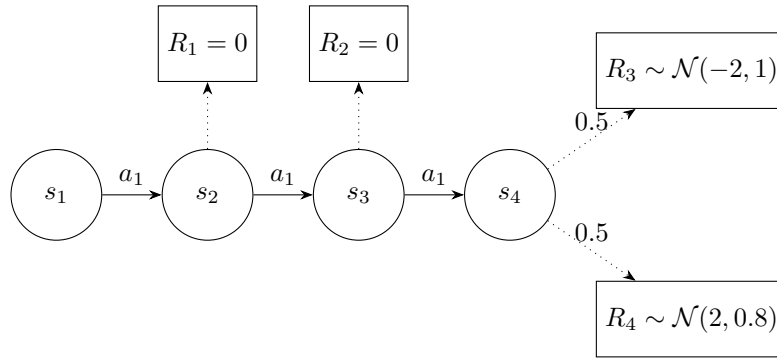 R₁ = 0
R₂ = 0
R₃ ∼ 𝒩(−2, 1)
0.5
s₁
a₁
s₂
a₁
s₃
a₁
s₄
0.5
R₄ ∼ 𝒩(2, 0.8)